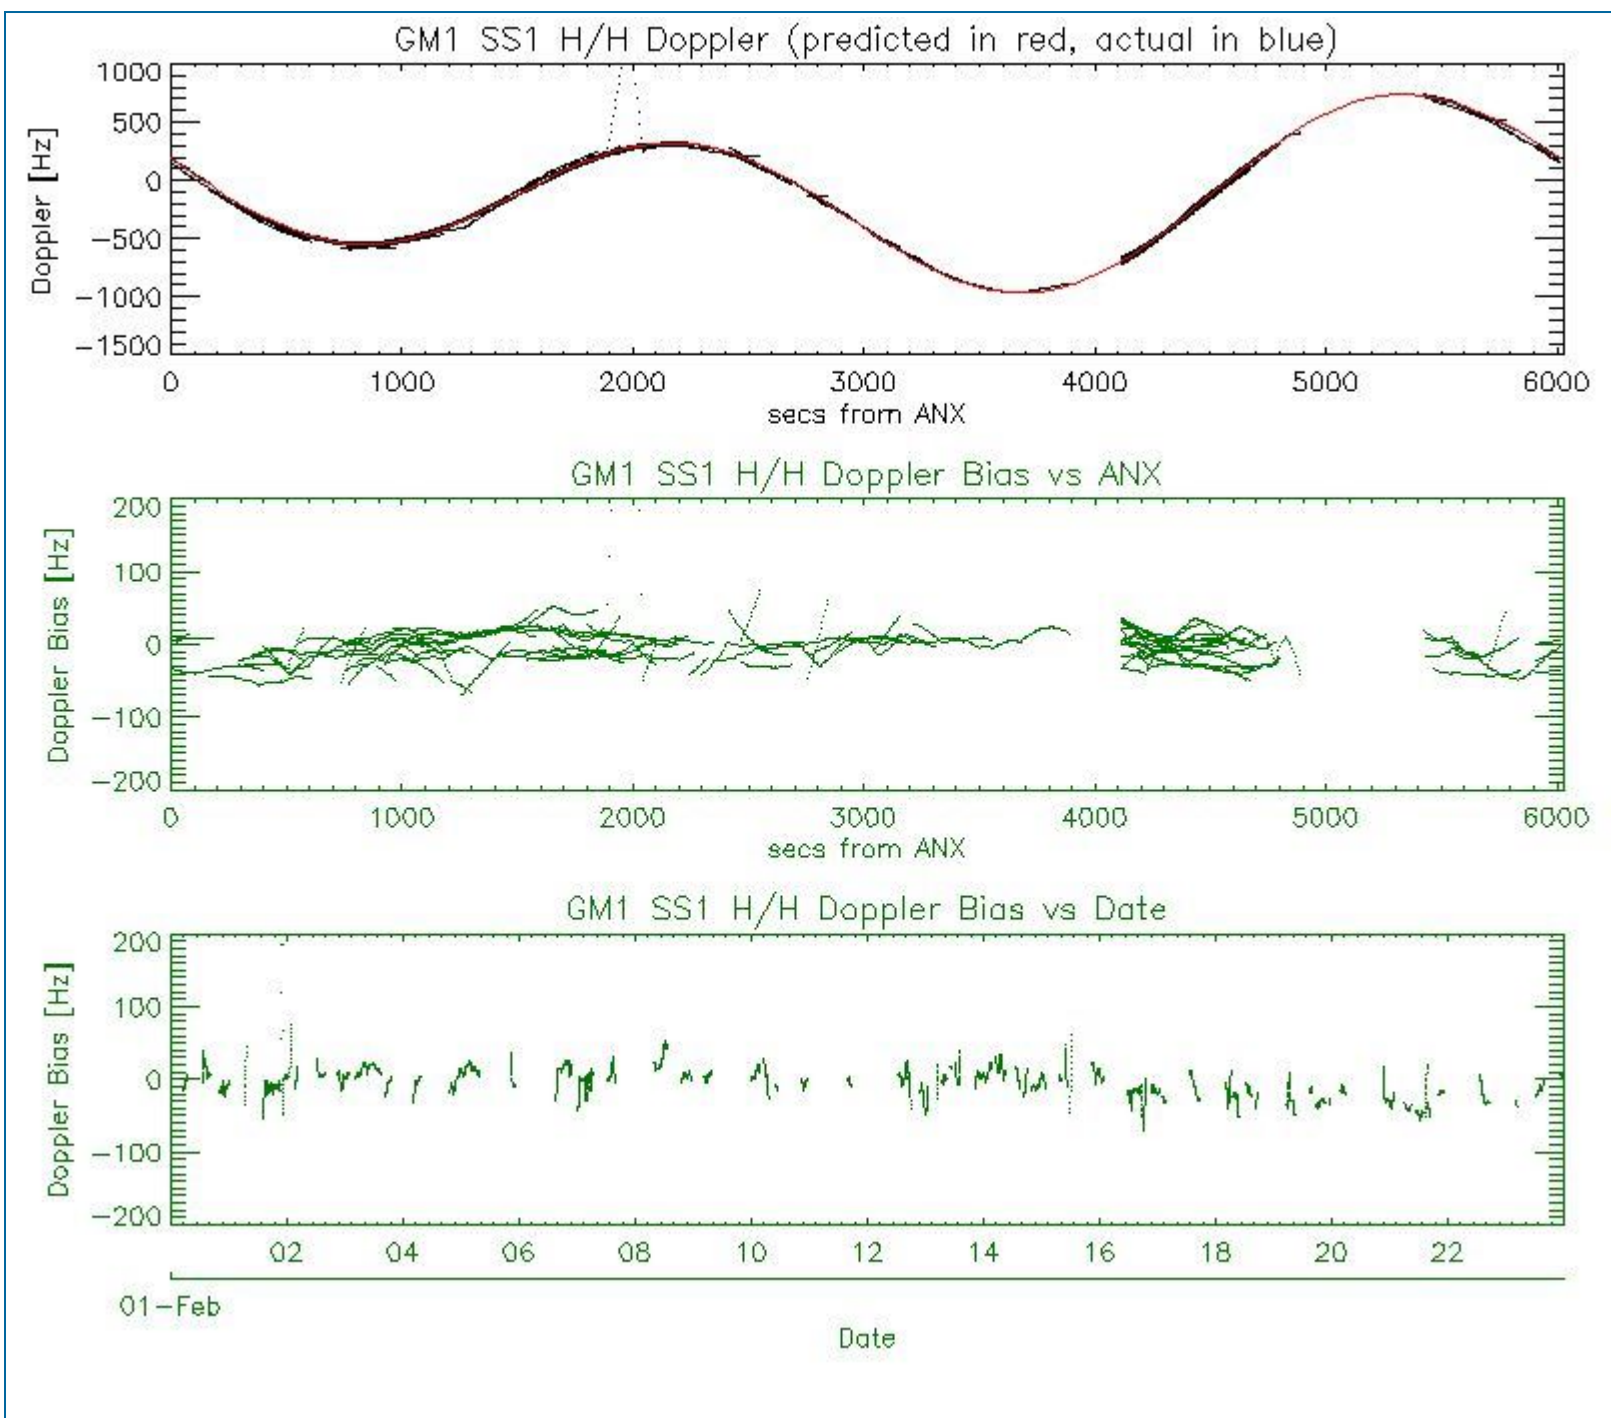 GM1 SS1 H/H Doppler (predicted in red, actual in blue)
Doppler [Hz]
1000
500
0
−500
−1000
−1500
0 1000 2000 3000 4000 5000 6000
secs from ANX
GM1 SS1 H/H Doppler Bias vs ANX
Doppler Bias [Hz]
200
100
0
−100
−200
0 1000 2000 3000 4000 5000 6000
secs from ANX
GM1 SS1 H/H Doppler Bias vs Date
Doppler Bias [Hz]
200
100
0
−100
−200
02 04 06 08 10 12 14 16 18 20 22
01−Feb
Date